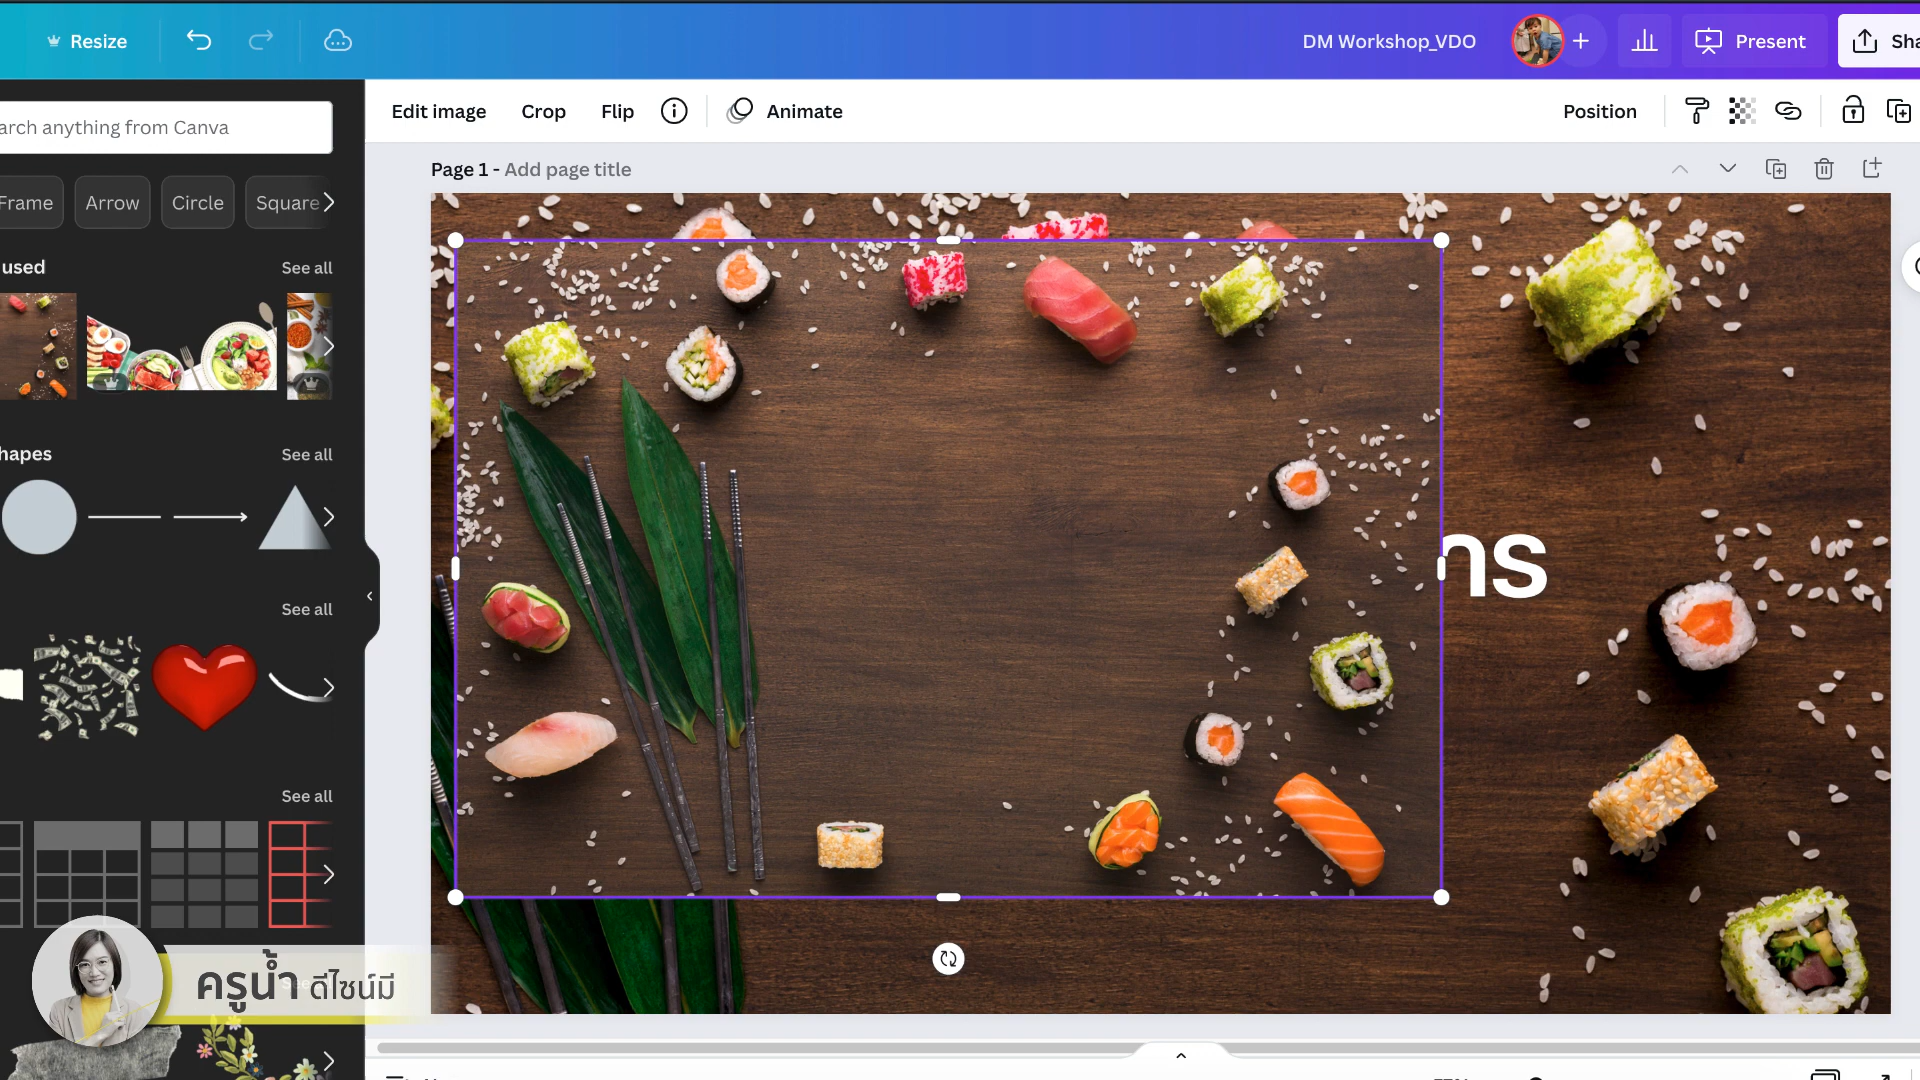 Resize
DM Workshop_VDO
Present
Sha
arch anything from Canva
Edit image
Crop
Flip
Animate
Position
Page 1 - Add page title
Frame
Arrow
Circle
Square
used
See all
hapes
See all
See all
See all
ns
ครูน้ำ ดีไซน์มี